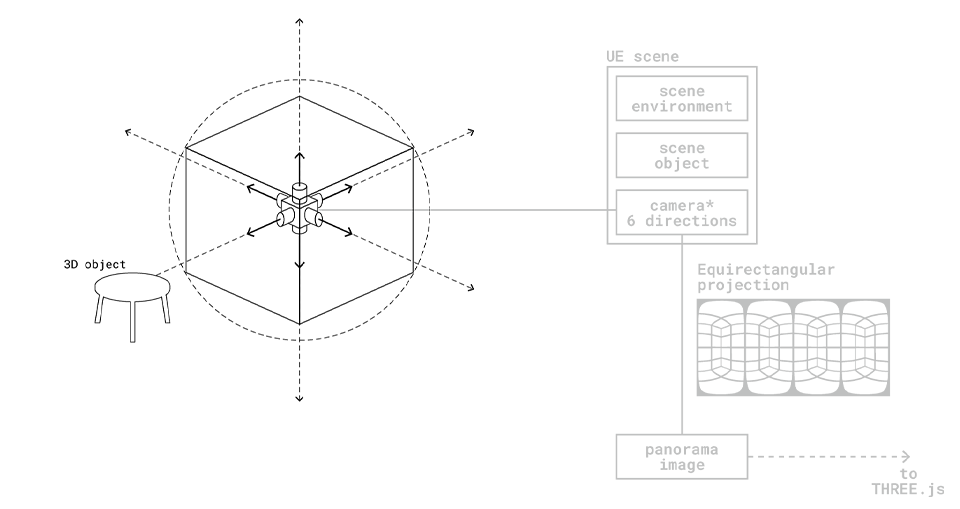 UE scene
scene
environment
scene
object
camera*
6 directions
3D object
Equirectangular
projection
panorama
image
to
THREE.js